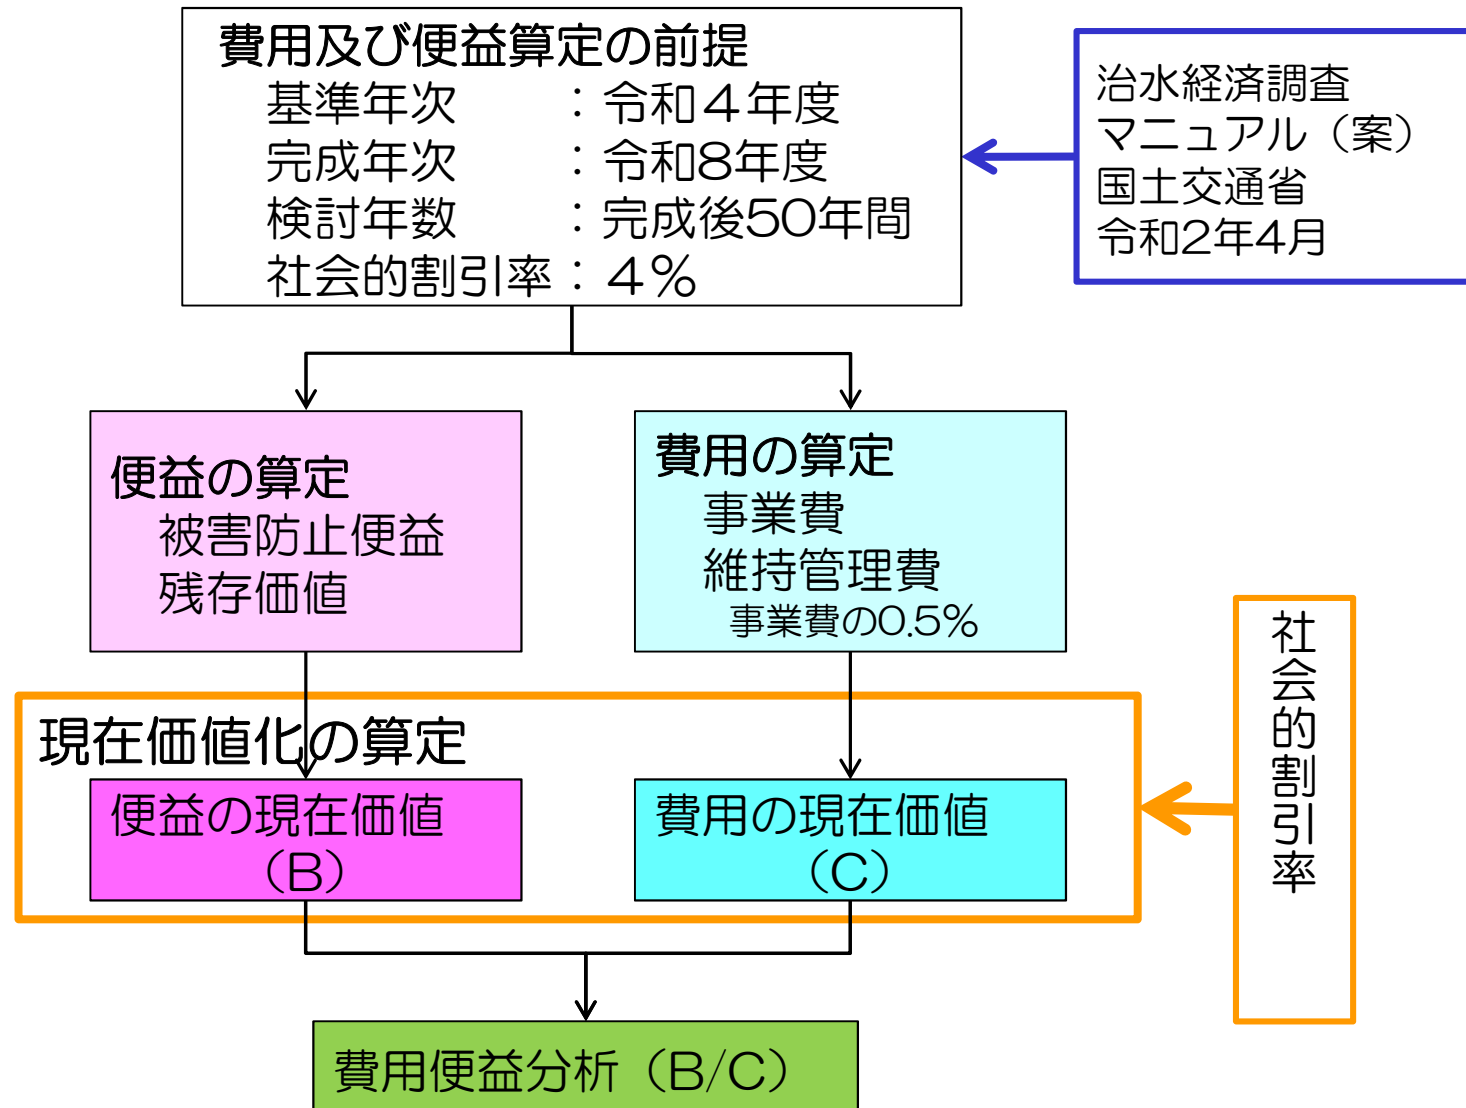 費用及び便益算定の前提
基準年次　　：令和４年度
完成年次　　：令和8年度
検討年数　　：完成後50年間
社会的割引率：４％
治水経済調査
マニュアル（案）
国土交通省
令和2年4月
便益の算定
被害防止便益
残存価値
費用の算定
事業費
維持管理費
事業費の0.5%
現在価値化の算定
便益の現在価値
（B）
費用の現在価値
（C）
社会的割引率
費用便益分析（B/C）